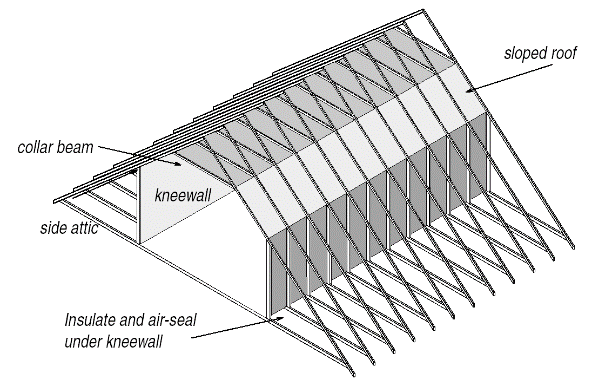 sloped roof
collar beam
kneewall
side attic
Insulate and air-seal
under kneewall